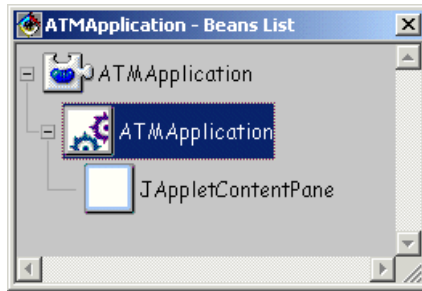 ATMApplication - Beans List
ATMApplication
ATMApplication
JAppletContentPane